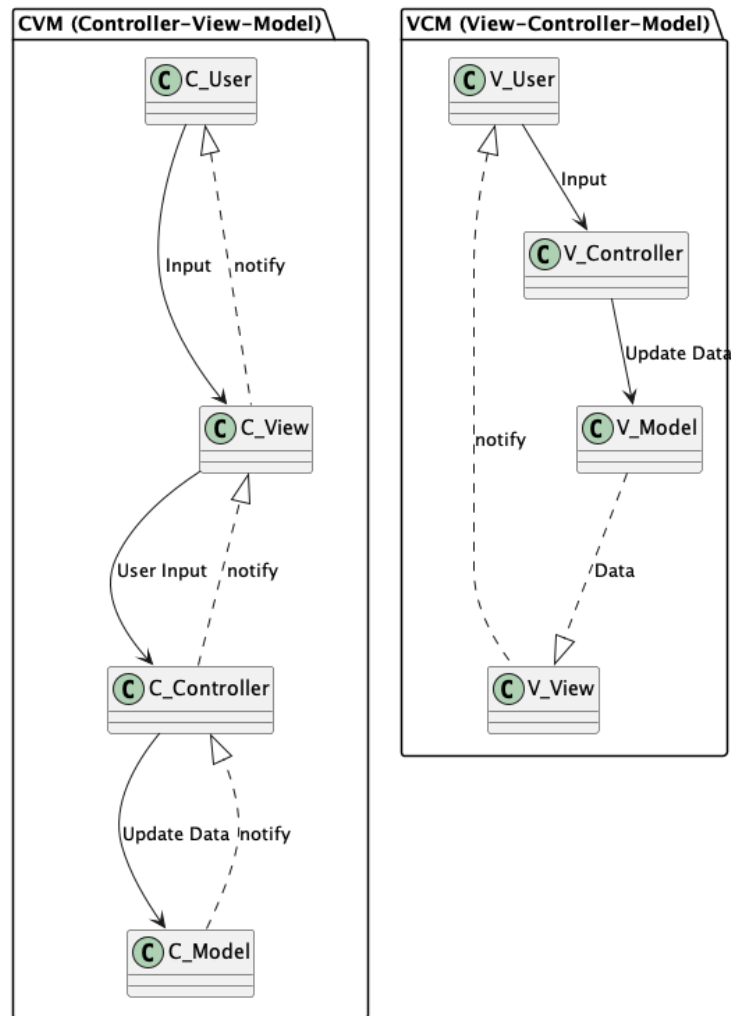 CVM (Controller-View-Model)
C C_User
Input
notify
C C_View
User Input
notify
C C_Controller
Update Data
notify
C C_Model
VCM (View-Controller-Model)
C V_User
Input
C V_Controller
Update Data
C V_Model
notify
Data
C V_View